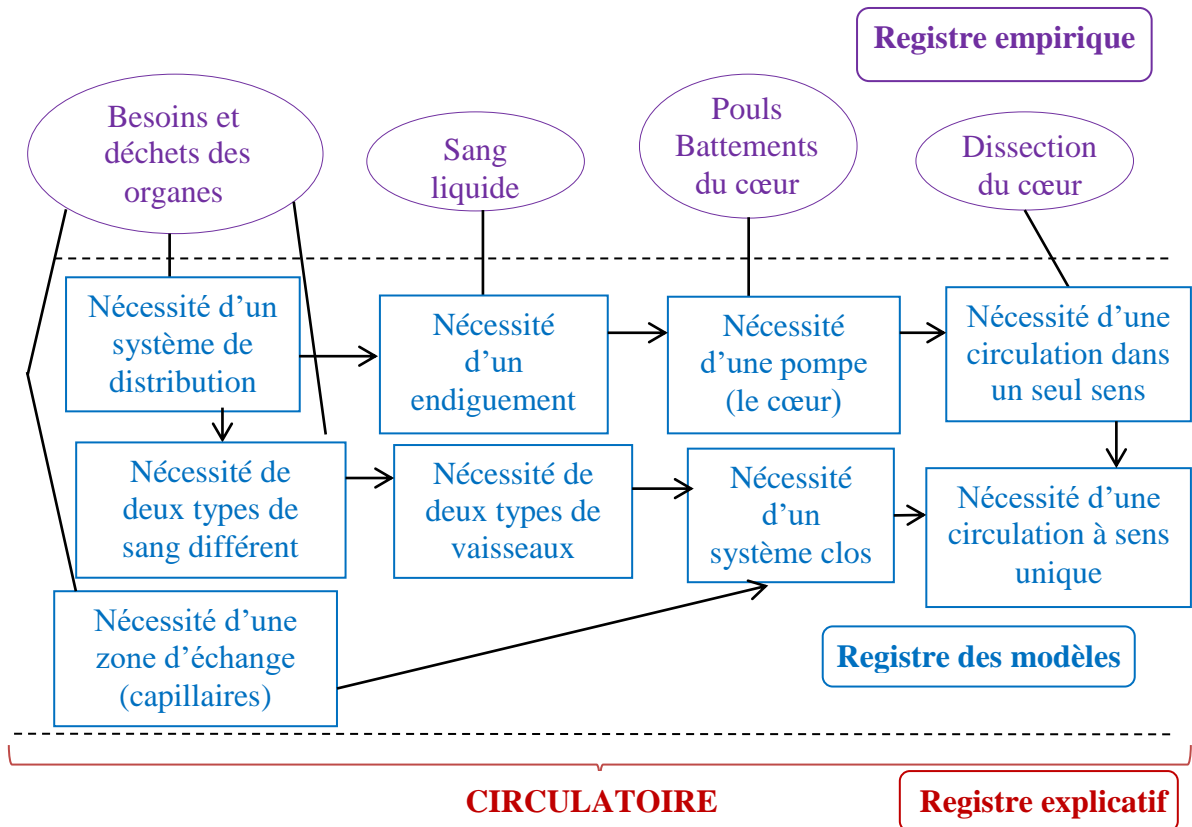 Registre empirique
Besoins et
déchets des
organes
Sang
liquide
Pouls
Battements
du cœur
Dissection
du cœur
Nécessité d’un
système de
distribution
Nécessité
d’un
endiguement
Nécessité
d’une pompe
(le cœur)
Nécessité d’une
circulation dans
un seul sens
Nécessité de
deux types de
sang différent
Nécessité de
deux types de
vaisseaux
Nécessité
d’un
système clos
Nécessité d’une
circulation à sens
unique
Nécessité d’une
zone d’échange
(capillaires)
Registre des modèles
CIRCULATOIRE
Registre explicatif